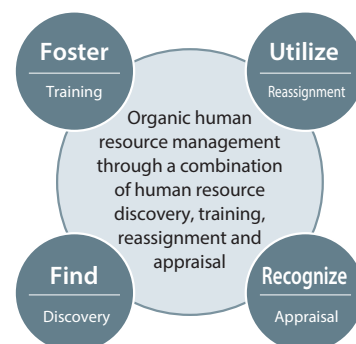 Foster
Training
Utilize
Reassignment
Organic human
resource management
through a combination
of human resource
discovery, training,
reassignment and
appraisal
Find
Discovery
Recognize
Appraisal